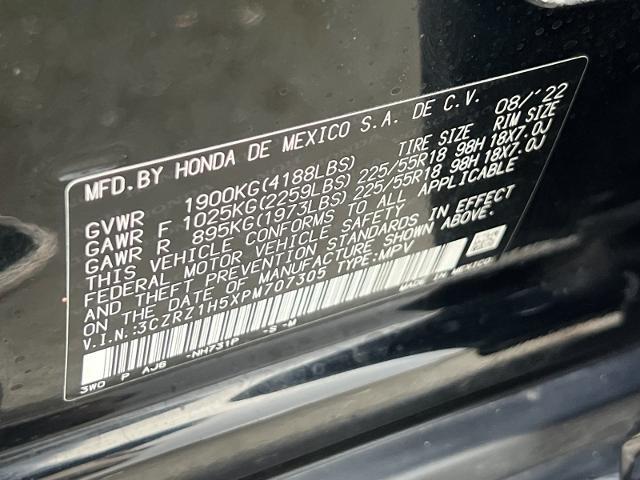 MFD. BY HONDA DE MEXICO S.A. DE C.V. 08/'22
TIRE SIZE RIM SIZE
GVWR 1900KG(4188LBS)
GAWR F 1025KG(2259LBS) 225/55R18 98H 18X7.0J
GAWR R 895KG(1973LBS) 225/55R18 98H 18X7.0J
THIS VEHICLE CONFORMS TO ALL APPLICABLE
FEDERAL MOTOR VEHICLE SAFETY
AND THEFT PREVENTION STANDARDS IN EFFECT
ON THE DATE OF MANUFACTURE SHOWN ABOVE.
V.I.N.:3CZRZ1H5XPM707305 TYPE:MPV
MADE IN MEXICO
3W0 P AJ6 -NH731P -S -M